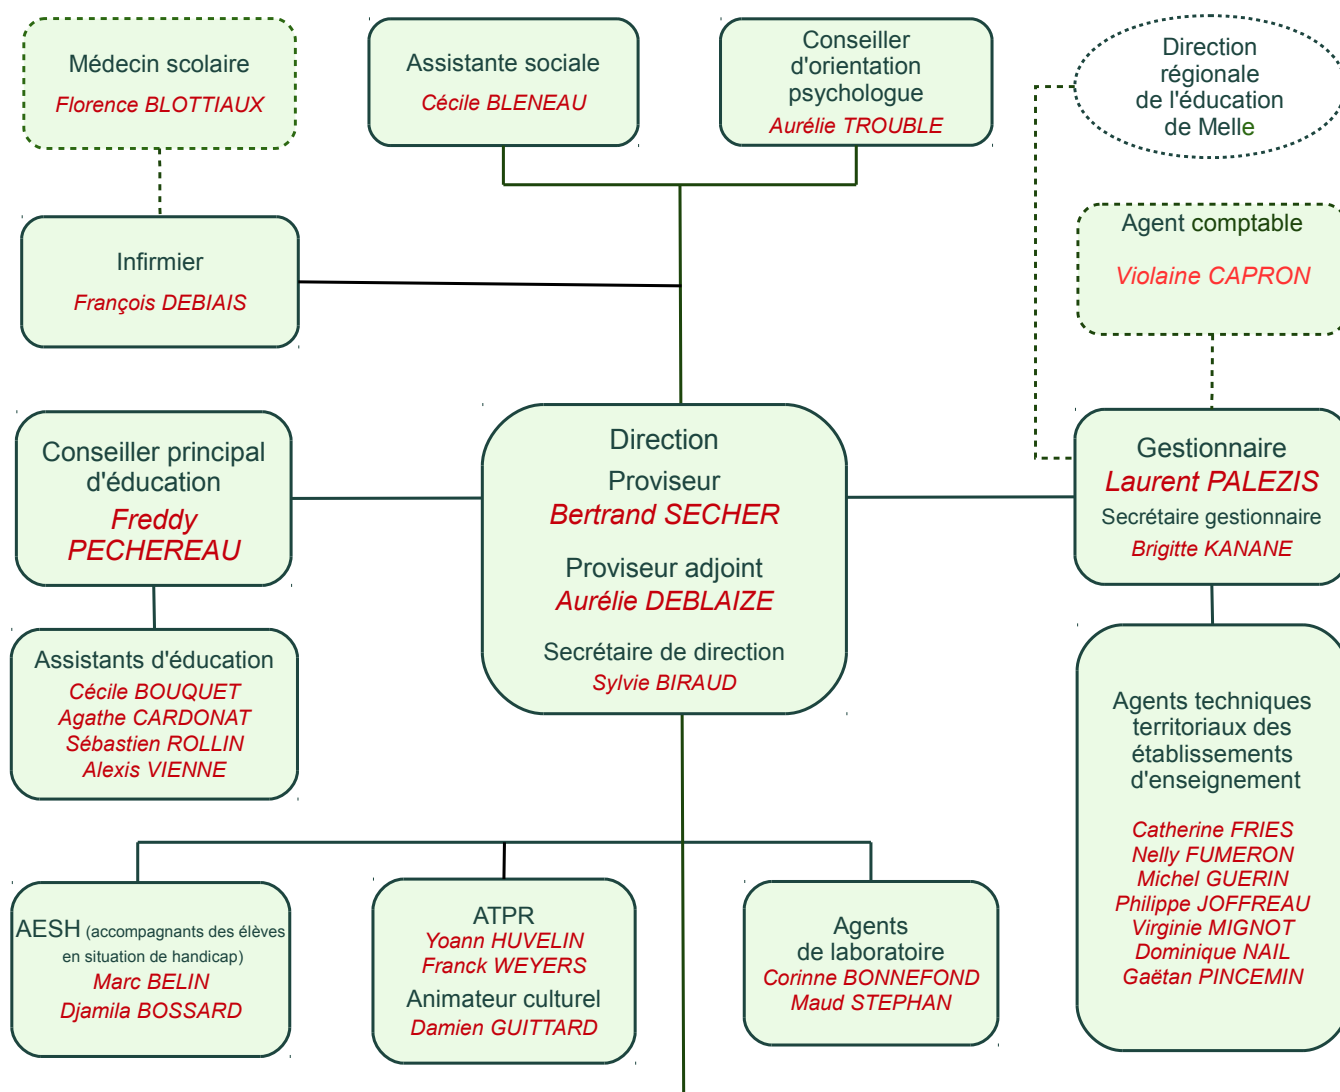 Médecin scolaire
Florence BLOTTIAUX
Assistante sociale
Cécile BLENEAU
Conseiller
d'orientation
psychologue
Aurélie TROUBLE
Direction
régionale
de l'éducation
de Melle
Agent comptable
Violaine CAPRON
Infirmier
François DEBIAIS
Conseiller principal
d'éducation
Freddy
PECHEREAU
Direction
Proviseur
Bertrand SECHER
Proviseur adjoint
Aurélie DEBLAIZE
Secrétaire de direction
Sylvie BIRAUD
Gestionnaire
Laurent PALEZIS
Secrétaire gestionnaire
Brigitte KANANE
Assistants d'éducation
Cécile BOUQUET
Agathe CARDONAT
Sébastien ROLLIN
Alexis VIENNE
Agents techniques
territoriaux des
établissements
d'enseignement
Catherine FRIES
Nelly FUMERON
Michel GUERIN
Philippe JOFFREAU
Virginie MIGNOT
Dominique NAIL
Gaëtan PINCEMIN
AESH (accompagnants des élèves
en situation de handicap)
Marc BELIN
Djamila BOSSARD
ATPR
Yoann HUVELIN
Franck WEYERS
Animateur culturel
Damien GUITTARD
Agents
de laboratoire
Corinne BONNEFOND
Maud STEPHAN